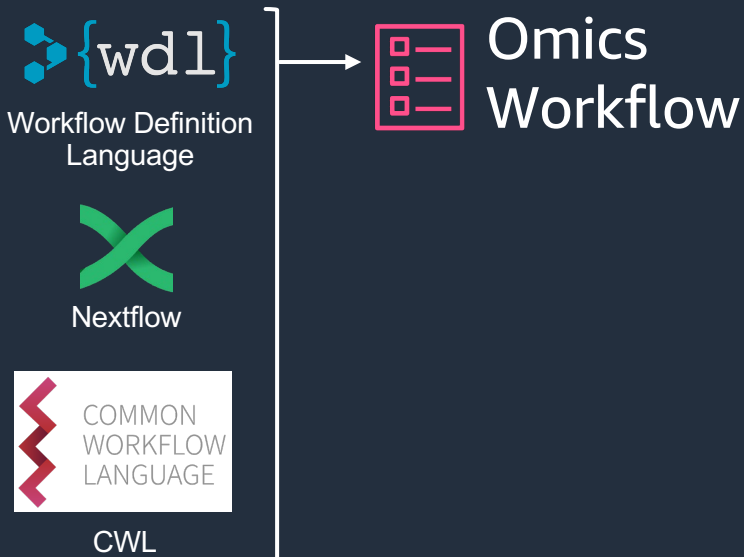 {wdl}
Workflow Definition
Language
Nextflow
COMMON
WORKFLOW
LANGUAGE
CWL
Omics
Workflow